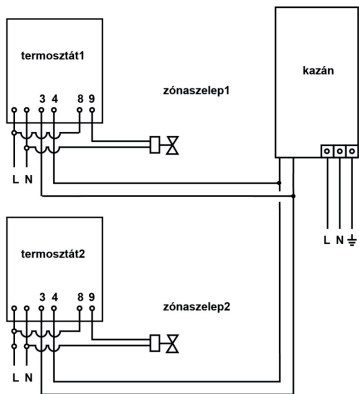 termosztát1
kazán
zónaszelep1
3 4 8 9
L N
L N
termosztát2
zónaszelep2
3 4 8 9
L N